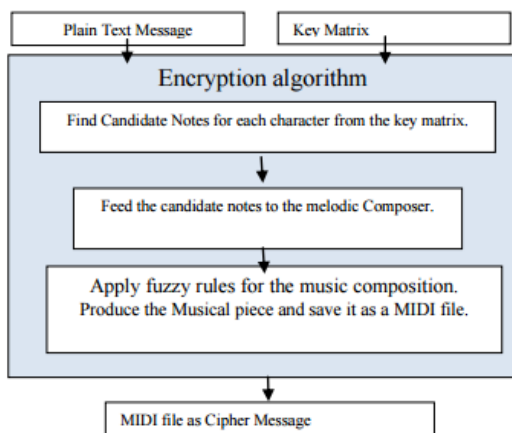 Plain Text Message
Key Matrix
Encryption algorithm
Find Candidate Notes for each character from the key matrix.
Feed the candidate notes to the melodic Composer.
Apply fuzzy rules for the music composition.
Produce the Musical piece and save it as a MIDI file.
MIDI file as Cipher Message